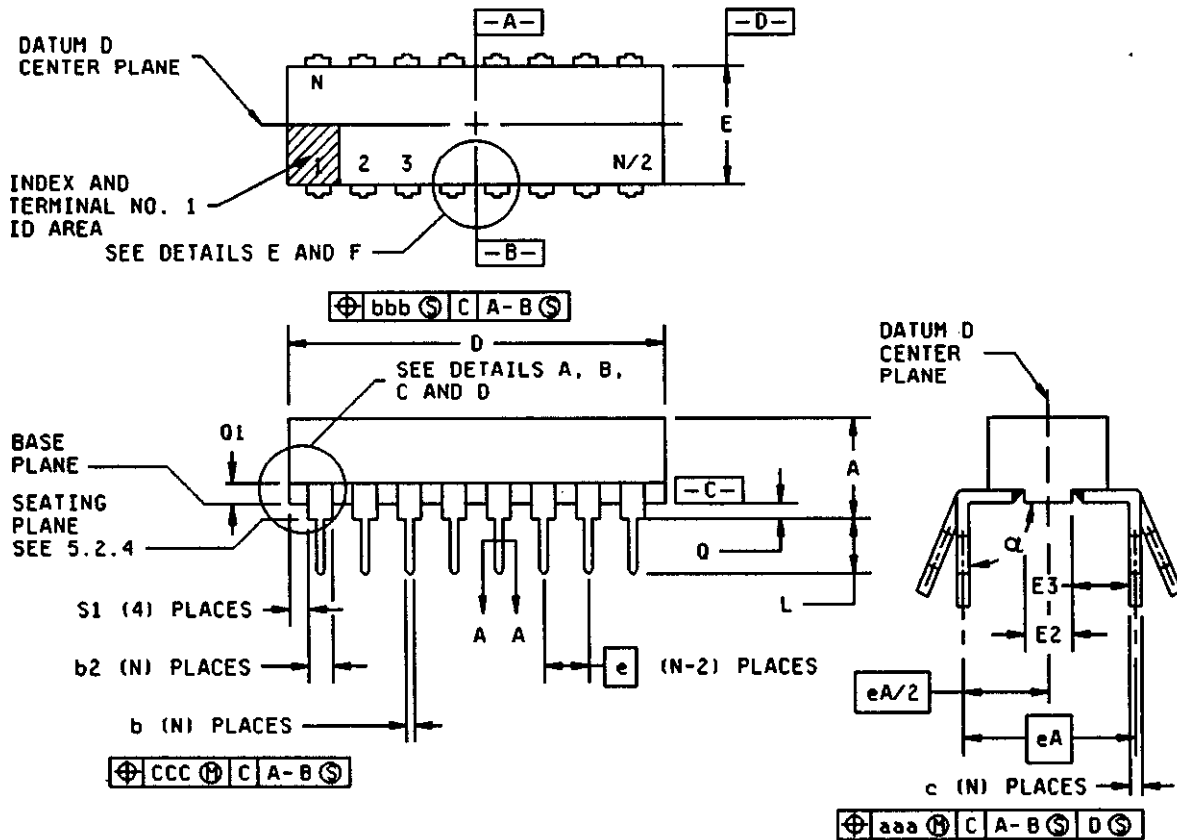 -A-
-D-
DATUM D
CENTER PLANE
N
E
1 2 3 N/2
INDEX AND
TERMINAL NO. 1
ID AREA
SEE DETAILS E AND F
-B-
⌖ bbb Ⓢ C A-B Ⓢ
D
SEE DETAILS A, B,
C AND D
DATUM D
CENTER
PLANE
Q1
BASE
PLANE
A
-C-
SEATING
PLANE
SEE 5.2.4
Q
α
L
E3
S1 (4) PLACES
A A
E2
b2 (N) PLACES
e (N-2) PLACES
eA/2
b (N) PLACES
eA
⌖ CCC Ⓜ C A-B Ⓢ
c (N) PLACES
⌖ aaa Ⓜ C A-B Ⓢ D Ⓢ